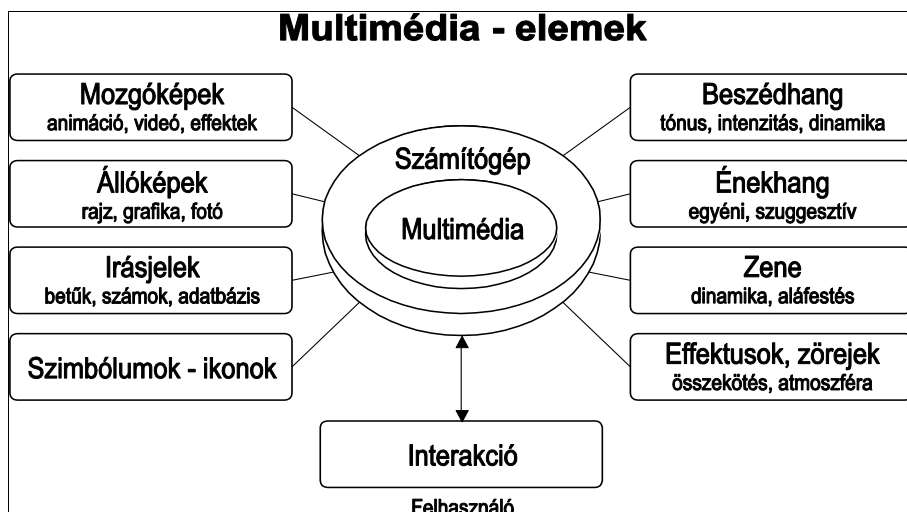 Multimédia - elemek
Mozgóképek
animáció, videó, effektek
Állóképek
rajz, grafika, fotó
Irásjelek
betűk, számok, adatbázis
Szimbólumok - ikonok
Számítógép
Multimédia
Beszédhang
tónus, intenzitás, dinamika
Énekhang
egyéni, szuggesztív
Zene
dinamika, aláfestés
Effektusok, zörejek
összekötés, atmoszféra
Interakció
Felhasználó